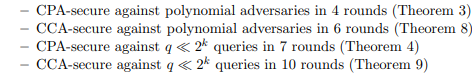 – CPA-secure against polynomial adversaries in 4 rounds (Theorem 3)
– CCA-secure against polynomial adversaries in 6 rounds (Theorem 8)
– CPA-secure against q ≪ 2^k queries in 7 rounds (Theorem 4)
– CCA-secure against q ≪ 2^k queries in 10 rounds (Theorem 9)